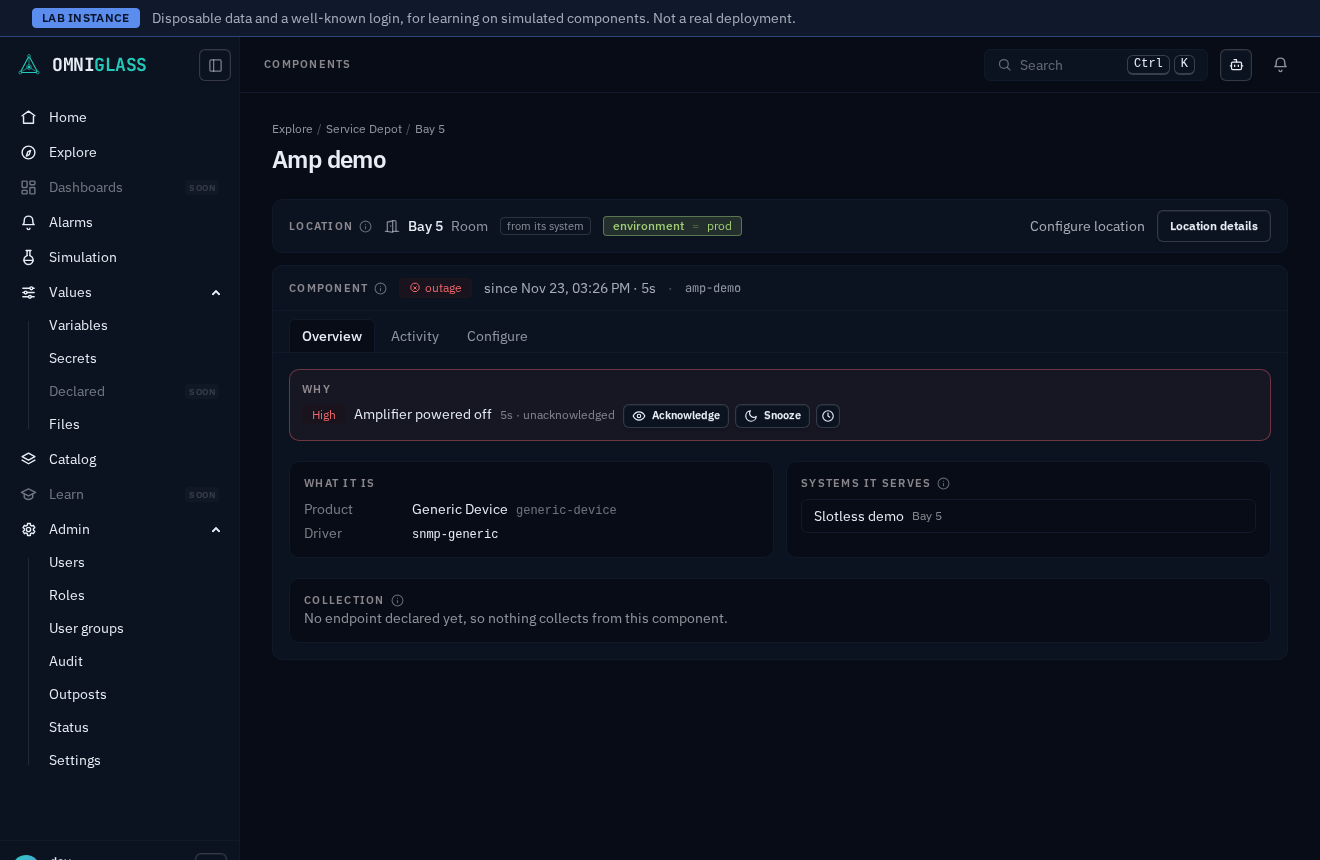 LAB INSTANCE Disposable data and a well-known login, for learning on simulated components. Not a real deployment.
OMNIGLASS
COMPONENTS
Search Ctrl K
Home
Explore
Dashboards SOON
Alarms
Simulation
Values
Variables
Secrets
Declared SOON
Files
Catalog
Learn SOON
Admin
Users
Roles
User groups
Audit
Outposts
Status
Settings
Explore / Service Depot / Bay 5
Amp demo
LOCATION Bay 5 Room from its system environment = prod Configure location Location details
COMPONENT outage since Nov 23, 03:26 PM · 5s · amp-demo
Overview Activity Configure
WHY
High Amplifier powered off 5s · unacknowledged Acknowledge Snooze
WHAT IT IS
Product Generic Device generic-device
Driver snmp-generic
SYSTEMS IT SERVES
Slotless demo Bay 5
COLLECTION
No endpoint declared yet, so nothing collects from this component.